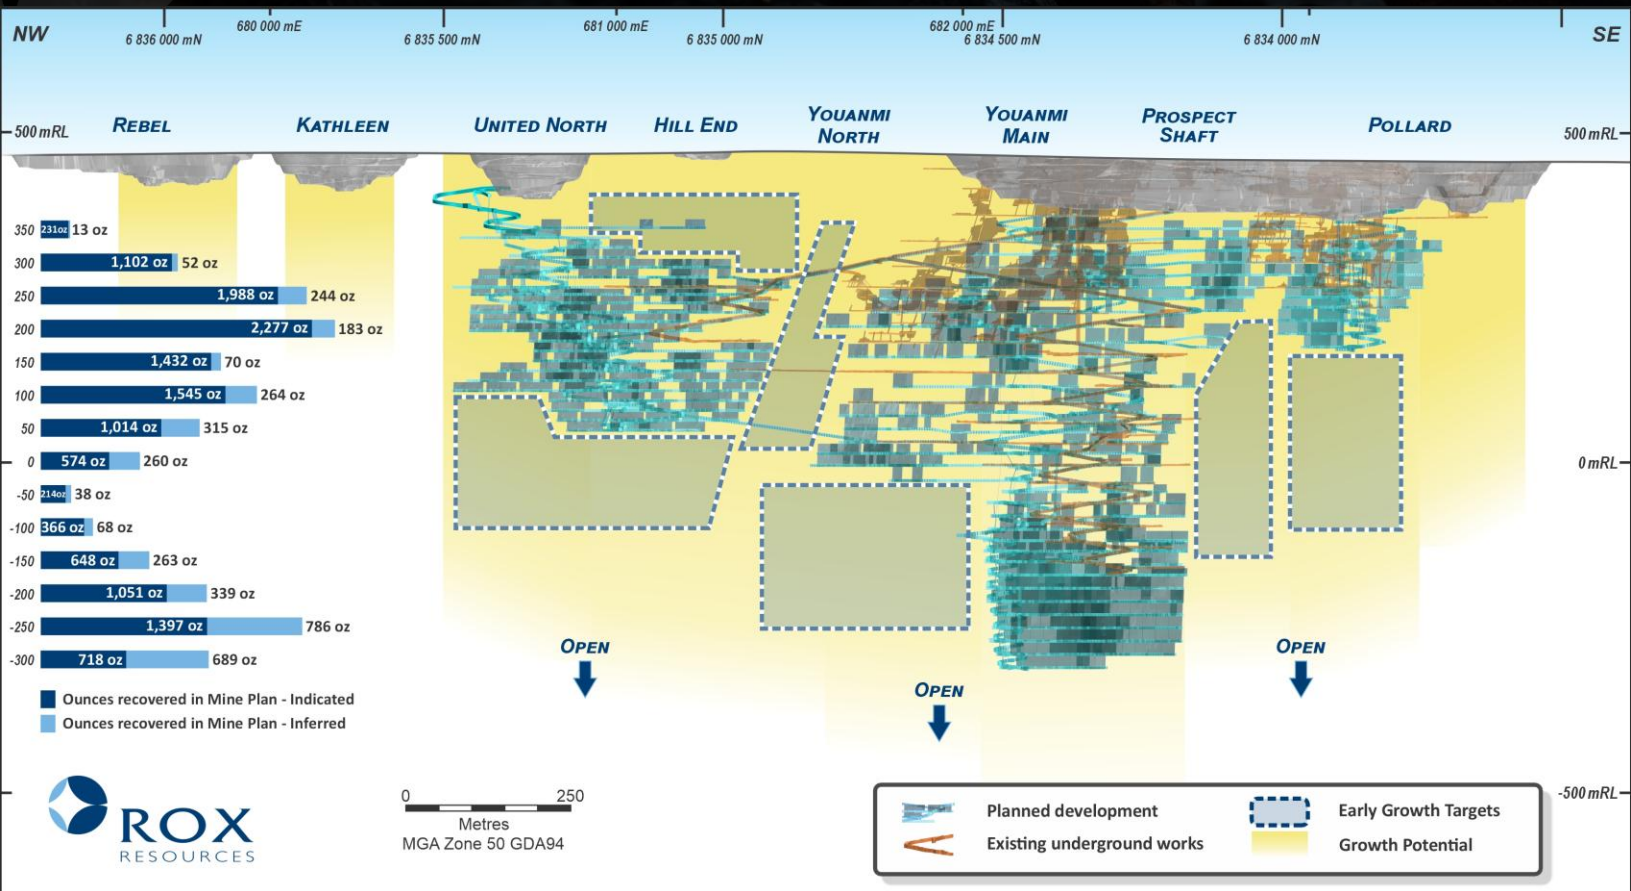 NW
6 836 000 mN
680 000 mE
6 835 500 mN
681 000 mE
6 835 000 mN
682 000 mE
6 834 500 mN
6 834 000 mN
SE
500 mRL
REBEL
KATHLEEN
UNITED NORTH
HILL END
YOUANMI
NORTH
YOUANMI
MAIN
PROSPECT
SHAFT
POLLARD
500 mRL
350 231oz 13 oz
300 1,102 oz 52 oz
250 1,988 oz 244 oz
200 2,277 oz 183 oz
150 1,432 oz 70 oz
100 1,545 oz 264 oz
50 1,014 oz 315 oz
0 574 oz 260 oz
0 mRL
-50 214oz 38 oz
-100 366 oz 68 oz
-150 648 oz 263 oz
-200 1,051 oz 339 oz
-250 1,397 oz 786 oz
-300 718 oz 689 oz
OPEN
OPEN
OPEN
Ounces recovered in Mine Plan - Indicated
Ounces recovered in Mine Plan - Inferred
ROX
RESOURCES
0 250
Metres
MGA Zone 50 GDA94
-500 mRL
Planned development
Existing underground works
Early Growth Targets
Growth Potential